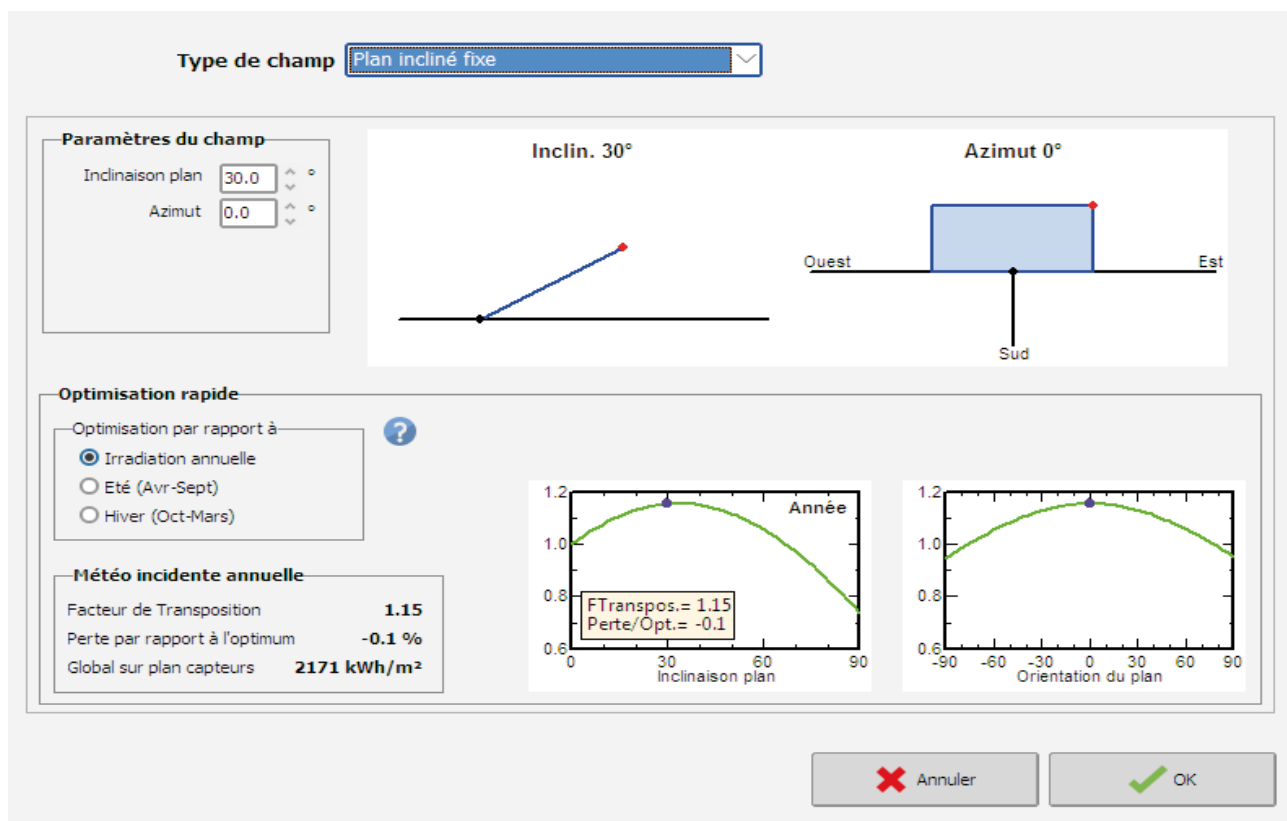 Type de champ Plan incliné fixe
Paramètres du champ
Inclinaison plan 30.0 °
Azimut 0.0 °
Inclin. 30°
Azimut 0°
Ouest
Est
Sud
Optimisation rapide
Optimisation par rapport à
Irradiation annuelle
Eté (Avr-Sept)
Hiver (Oct-Mars)
?
Météo incidente annuelle
Facteur de Transposition 1.15
Perte par rapport à l'optimum -0.1 %
Global sur plan capteurs 2171 kWh/m²
1.2
1.0
0.8
0.6
Année
FTranspos.= 1.15
Perte/Opt.= -0.1
0 30 60 90
Inclinaison plan
1.2
1.0
0.8
0.6
-90 -60 -30 0 30 60 90
Orientation du plan
Annuler
OK